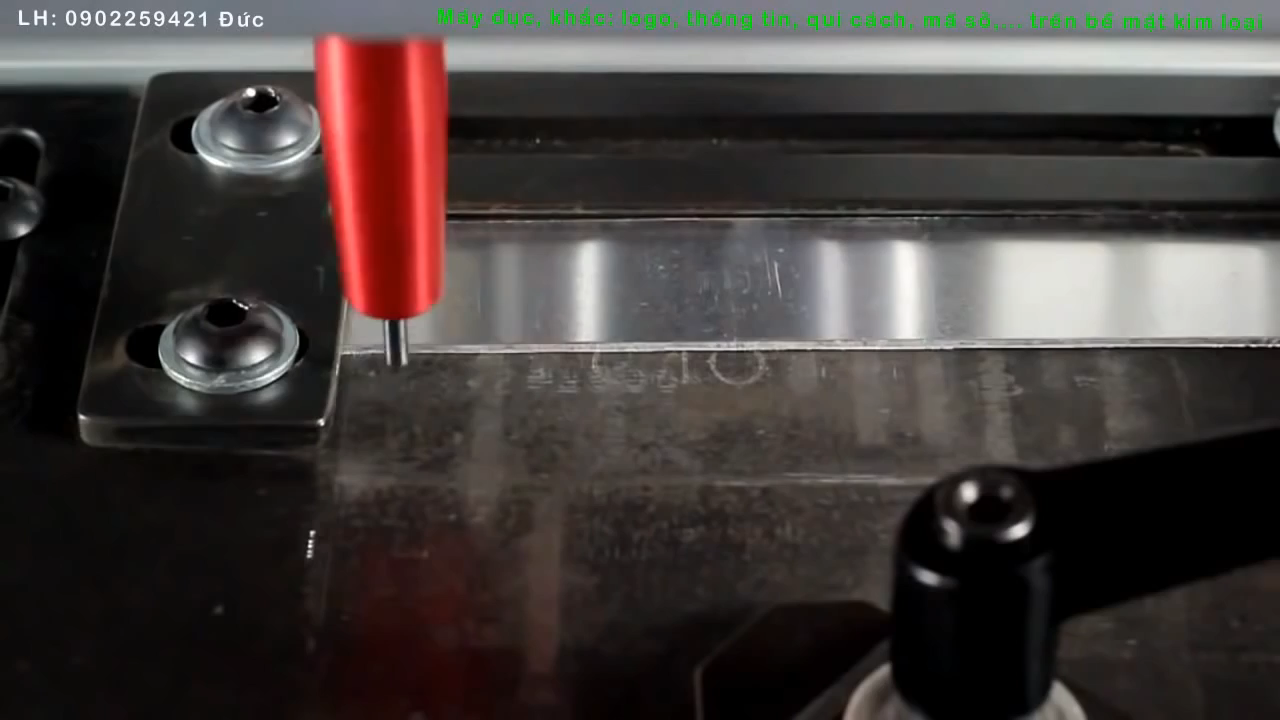 LH: 0902259421 Đức
Máy đục, khắc: logo, thông tin, qui cách, mã số,... trên bề mặt kim loại